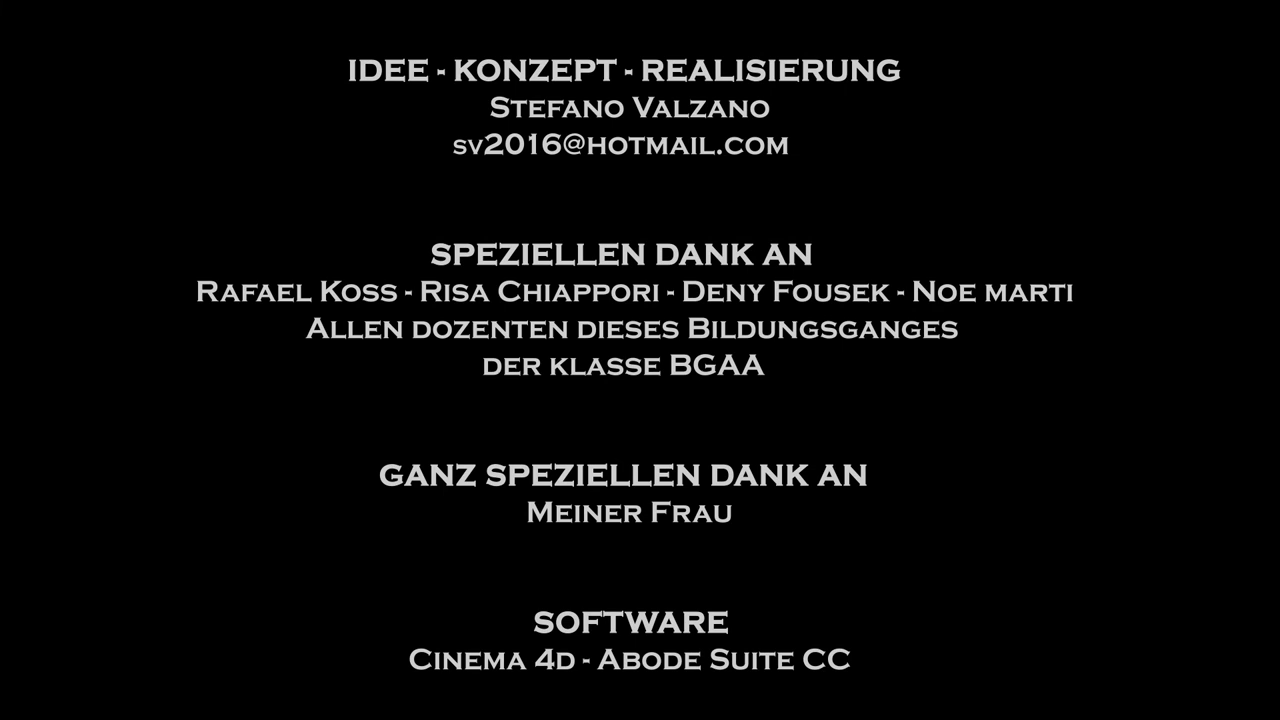 IDEE - KONZEPT - REALISIERUNG
Stefano Valzano
sv2016@hotmail.com
SPEZIELLEN DANK AN
Rafael Koss - Risa Chiappori - Deny Fousek - Noe marti
Allen dozenten dieses Bildungsganges
der klasse BGAA
GANZ SPEZIELLEN DANK AN
Meiner Frau
SOFTWARE
Cinema 4d - Abode Suite CC